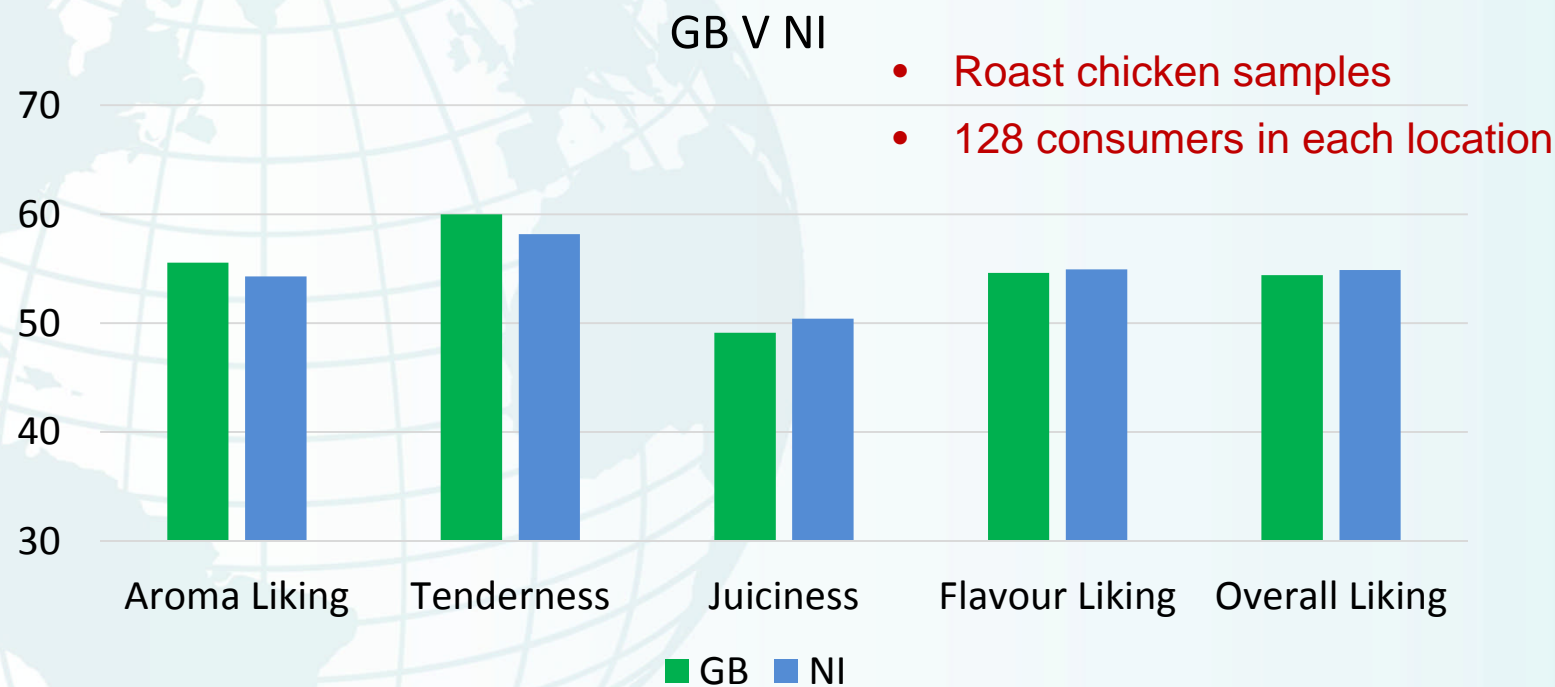 GB V NI
• Roast chicken samples
• 128 consumers in each location
70
60
50
40
30
Aroma Liking Tenderness Juiciness Flavour Liking Overall Liking
GB NI